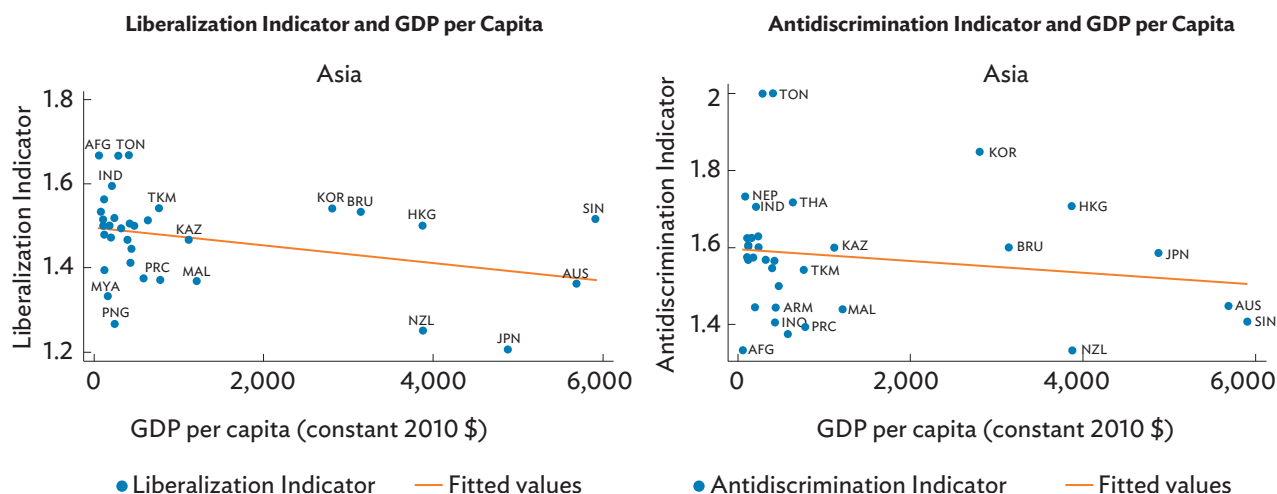 Liberalization Indicator and GDP per Capita
Asia
Liberalization Indicator
1.8
1.6
1.4
1.2
AFG TON
IND
TKM
KOR
BRU
HKG
SIN
KAZ
PRC
MAL
AUS
MYA
PNG
NZL
JPN
0 2,000 4,000 6,000
GDP per capita (constant 2010 $)
Liberalization Indicator Fitted values
Antidiscrimination Indicator and GDP per Capita
Asia
Antidiscrimination Indicator
2
1.8
1.6
1.4
TON
KOR
NEP
IND
THA
HKG
KAZ
BRU
JPN
TKM
ARM
MAL
AUS
INO
PRC
SIN
AFG
NZL
0 2,000 4,000 6,000
GDP per capita (constant 2010 $)
Antidiscrimination Indicator Fitted values